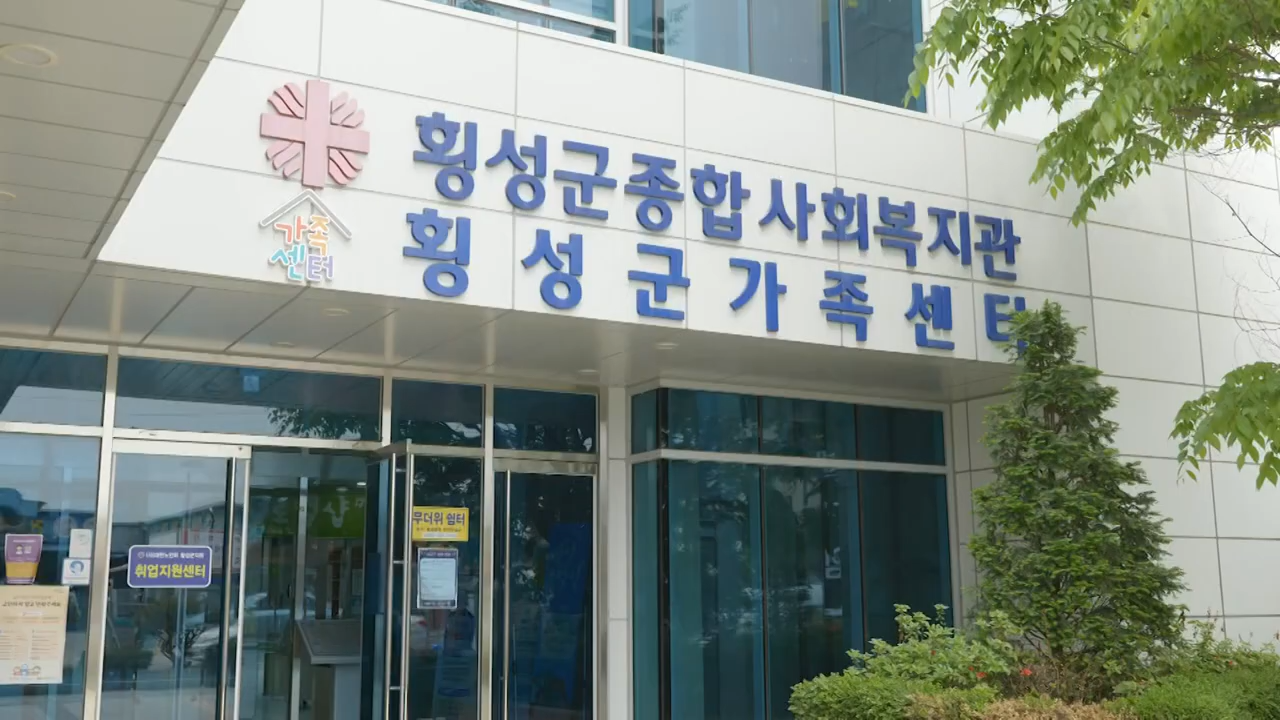 횡성군종합사회복지관
가족
센터
횡성군가족센터
무더위 쉼터
취업지원센터